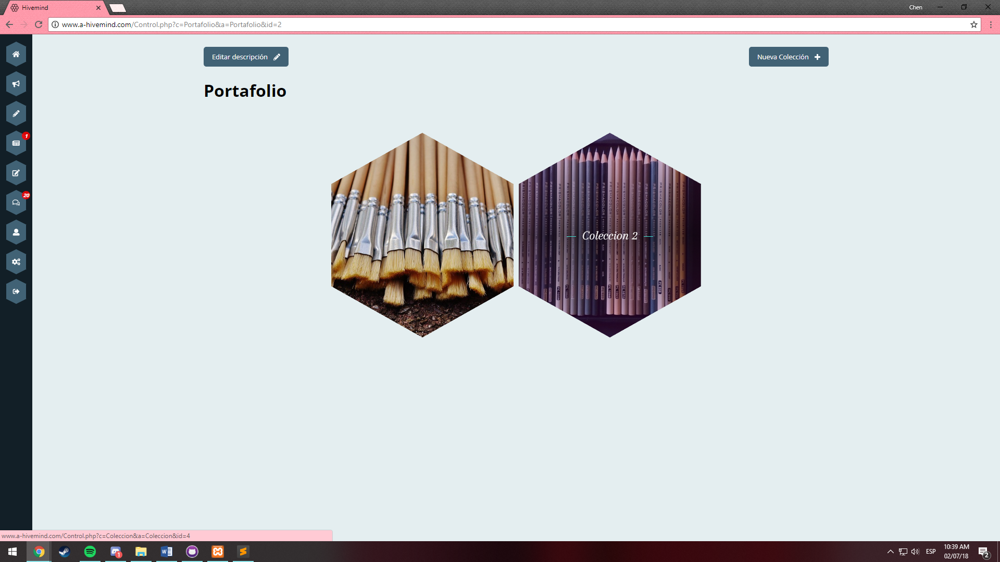 Hivemind
Chen
www.a-hivemind.com/Control.php?c=Portafolio&a=Portafolio&id=2
Editar descripción
Nueva Colección
Portafolio
1
20
Coleccion 2
PRISMACOLOR
PREMIER
www.a-hivemind.com/Control.php?c=Coleccion&a=Coleccion&id=4
1
ESP
10:39 AM
02/07/18
2